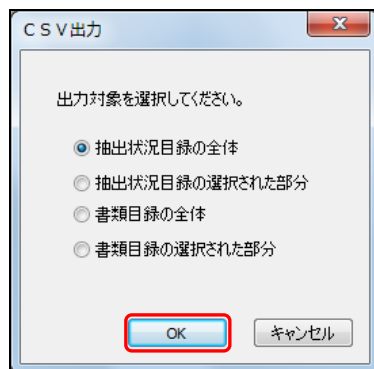 ＣＳＶ出力
出力対象を選択してください。
抽出状況目録の全体
抽出状況目録の選択された部分
書類目録の全体
書類目録の選択された部分
OK
キャンセル